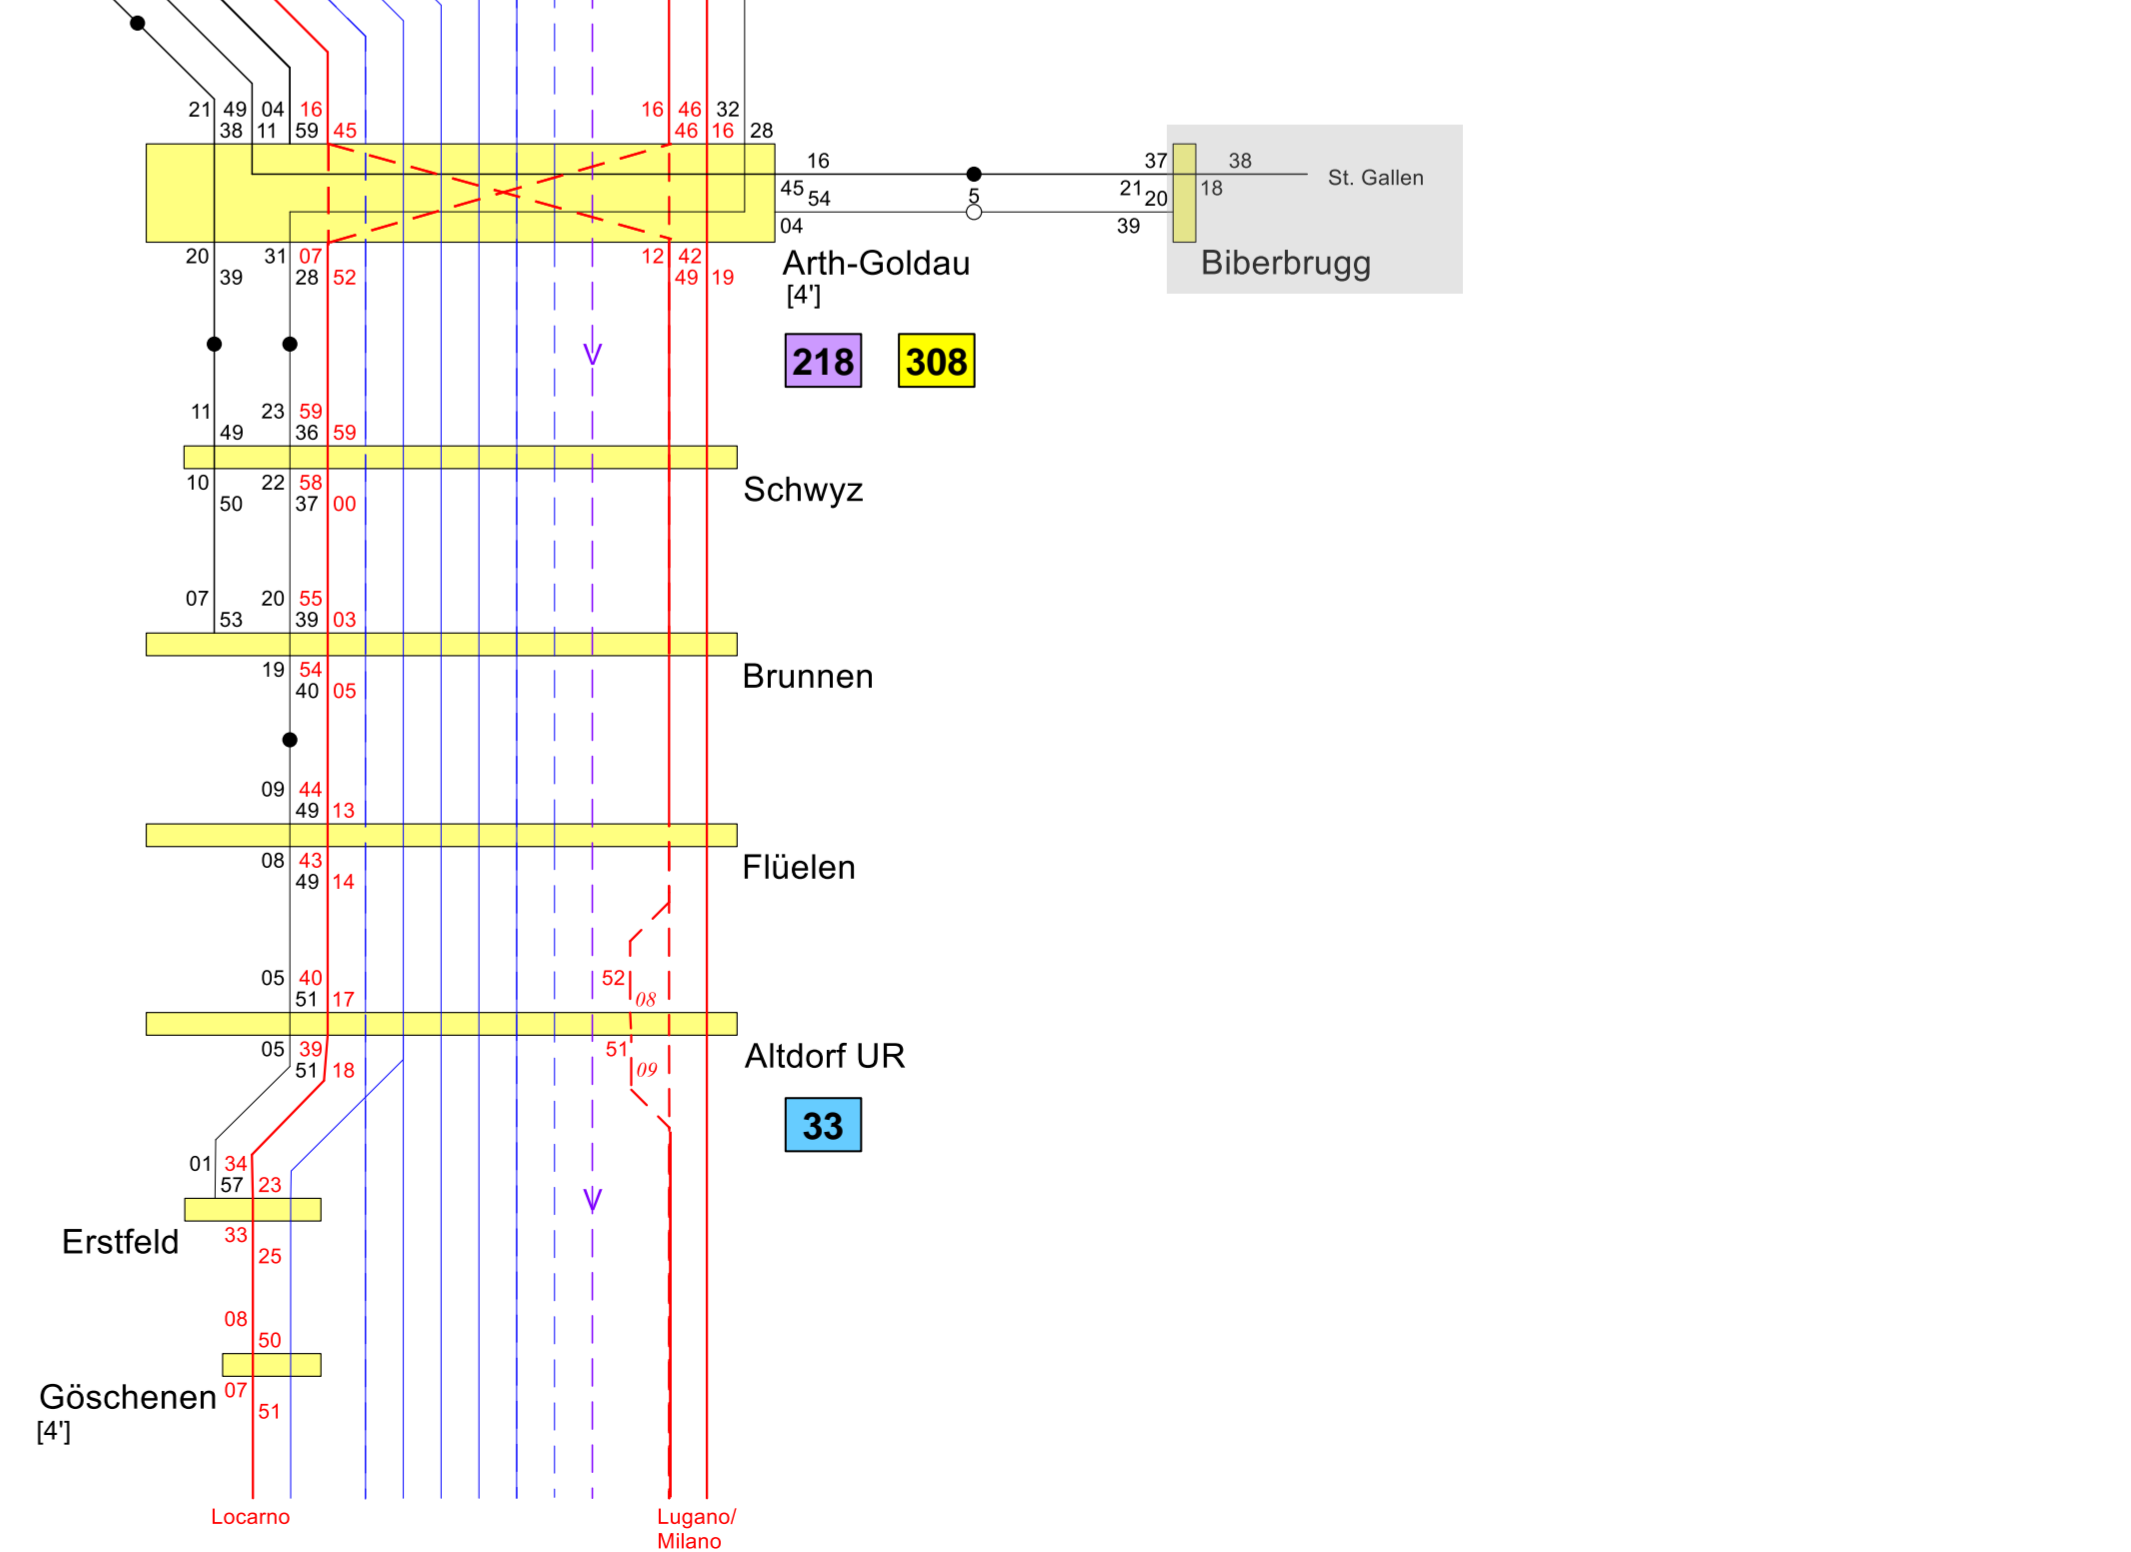 21 49 04 16 16 46 32
38 11 59 45 46 16 28
16 37 38
St. Gallen
45 54 5 21 20 18
04 39
20 31 07 12 42 Arth-Goldau Biberbrugg
39 28 52 49 19
[4']
V 218 308
11 23 59
49 36 59
10 22 58 Schwyz
50 37 00
07 20 55
53 39 03
19 54 Brunnen
40 05
09 44
49 13
08 43 Flüelen
49 14
05 40 52
51 17 08
05 39 51 Altdorf UR
51 18 09
33
01 34
57 23 V
Erstfeld 33
25
08
50
Göschenen 07
51
[4']
Locarno Lugano/
Milano